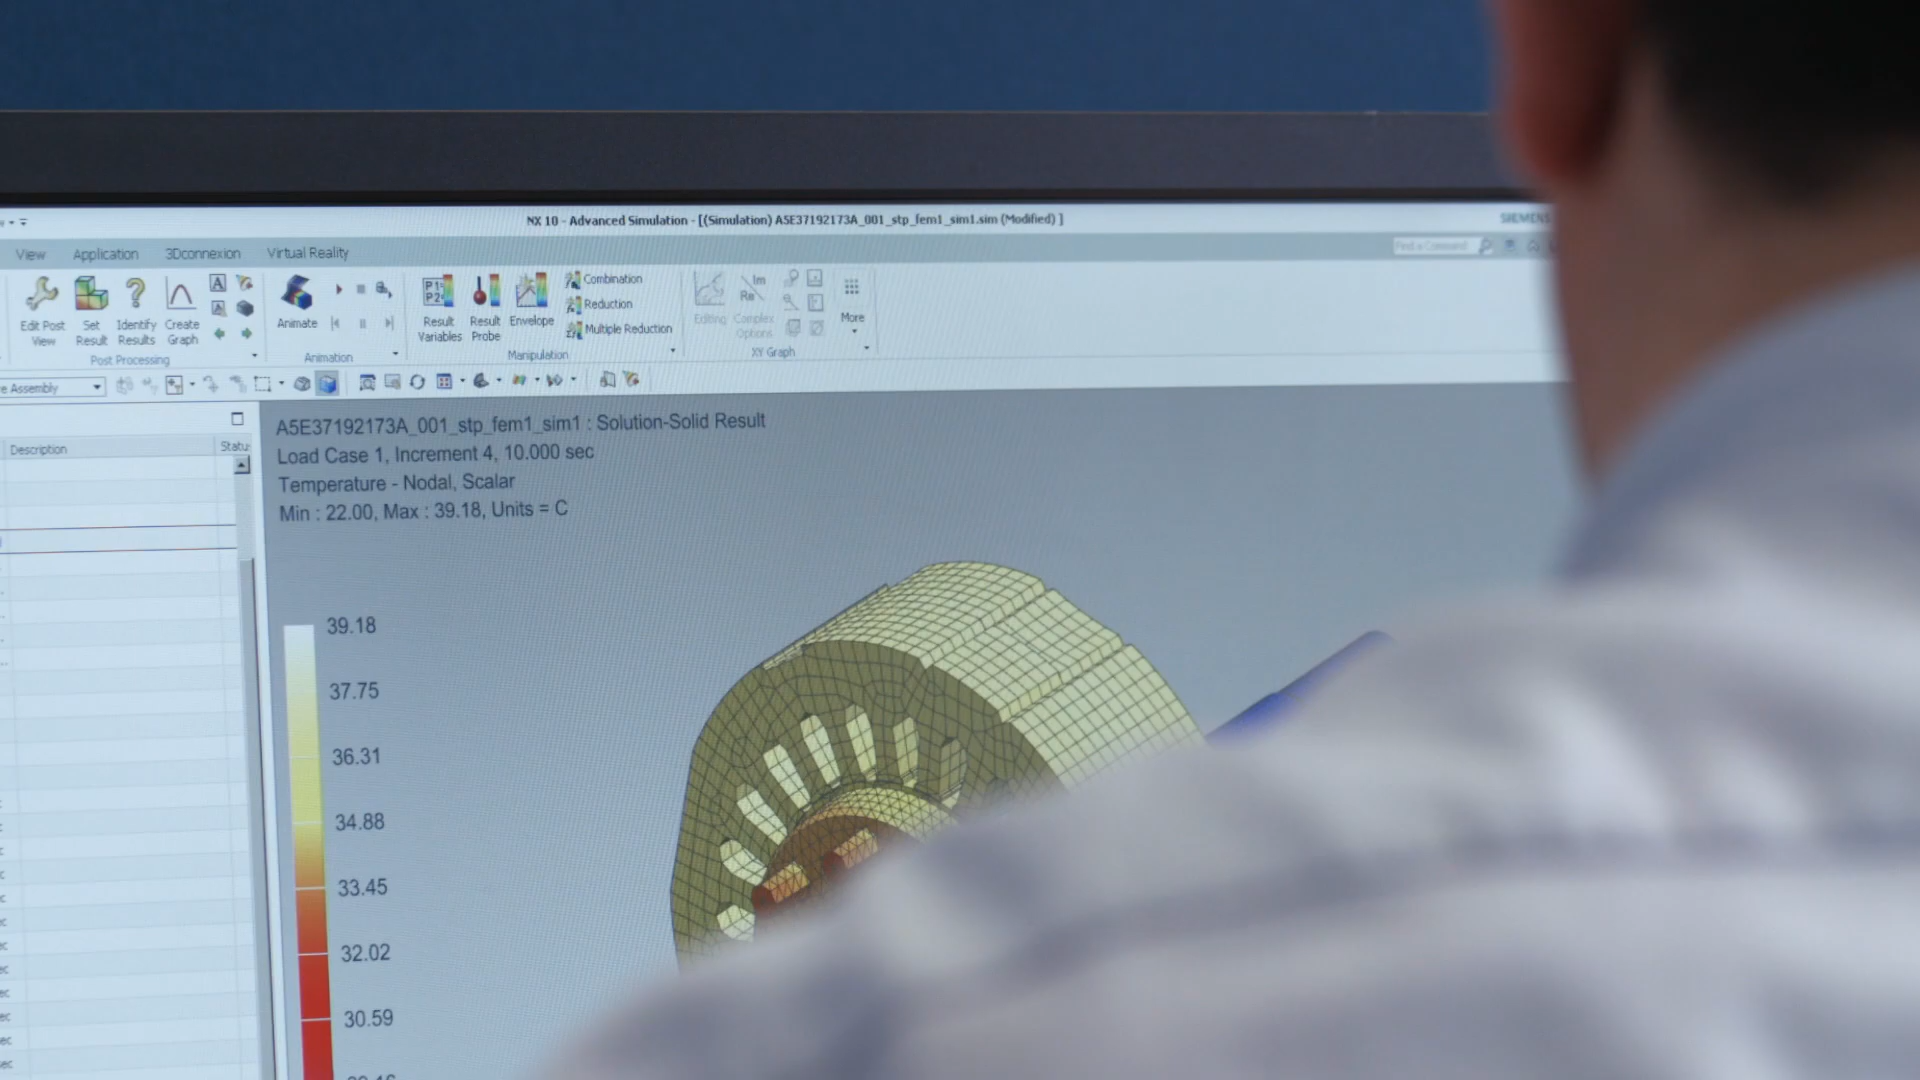 NX 10 - Advanced Simulation - [(Simulation) A5E37192173A_001_stp_fem1_sim1.sim (Modified) ]
SIEMENS
View Application 3Dconnexion Virtual Reality
Find a Command
Edit Post View
Set Result
Identify Results
Create Graph
Post Processing
Animate
Animation
Result Variables
Result Probe
Envelope
Combination
Reduction
Multiple Reduction
Manipulation
Editing
Complex Options
XY Graph
More
e Assembly
Description
Statu
A5E37192173A_001_stp_fem1_sim1 : Solution-Solid Result
Load Case 1, Increment 4, 10.000 sec
Temperature - Nodal, Scalar
Min : 22.00, Max : 39.18, Units = C
39.18
37.75
36.31
34.88
33.45
32.02
30.59